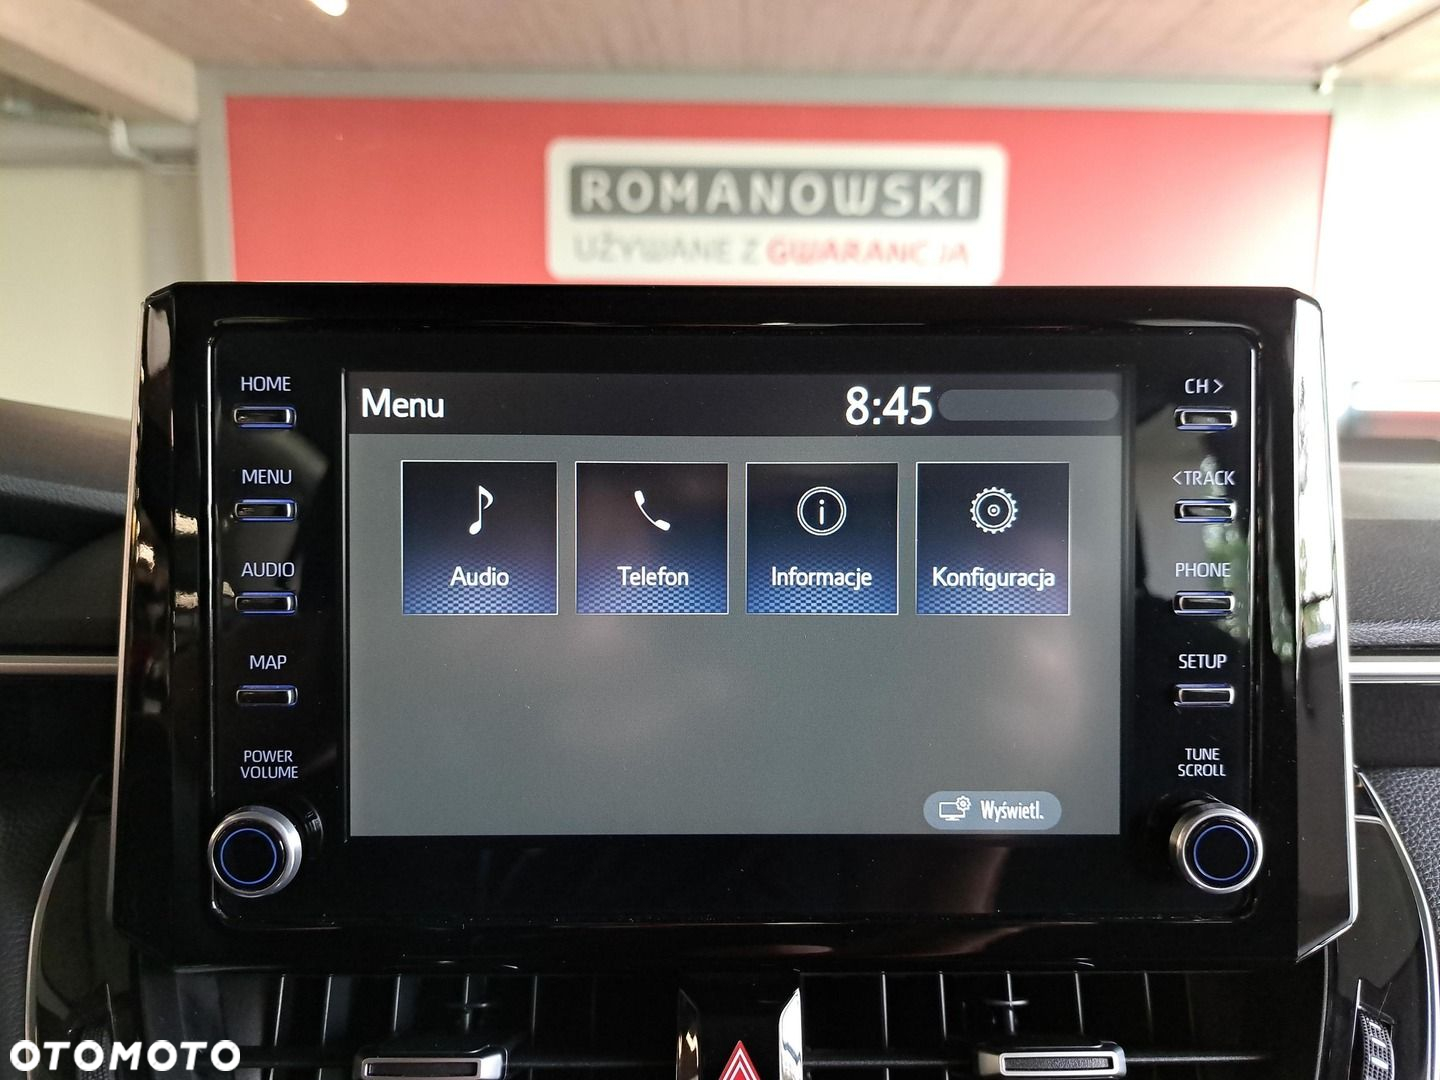 ROMANOWSKI
UŻYWANE Z GWARANCJĄ
HOME
MENU
AUDIO
MAP
POWER
VOLUME
Menu
8:45
Audio
Telefon
Informacje
Konfiguracja
Wyświetl.
CH >
< TRACK
PHONE
SETUP
TUNE
SCROLL
OTOMOTO